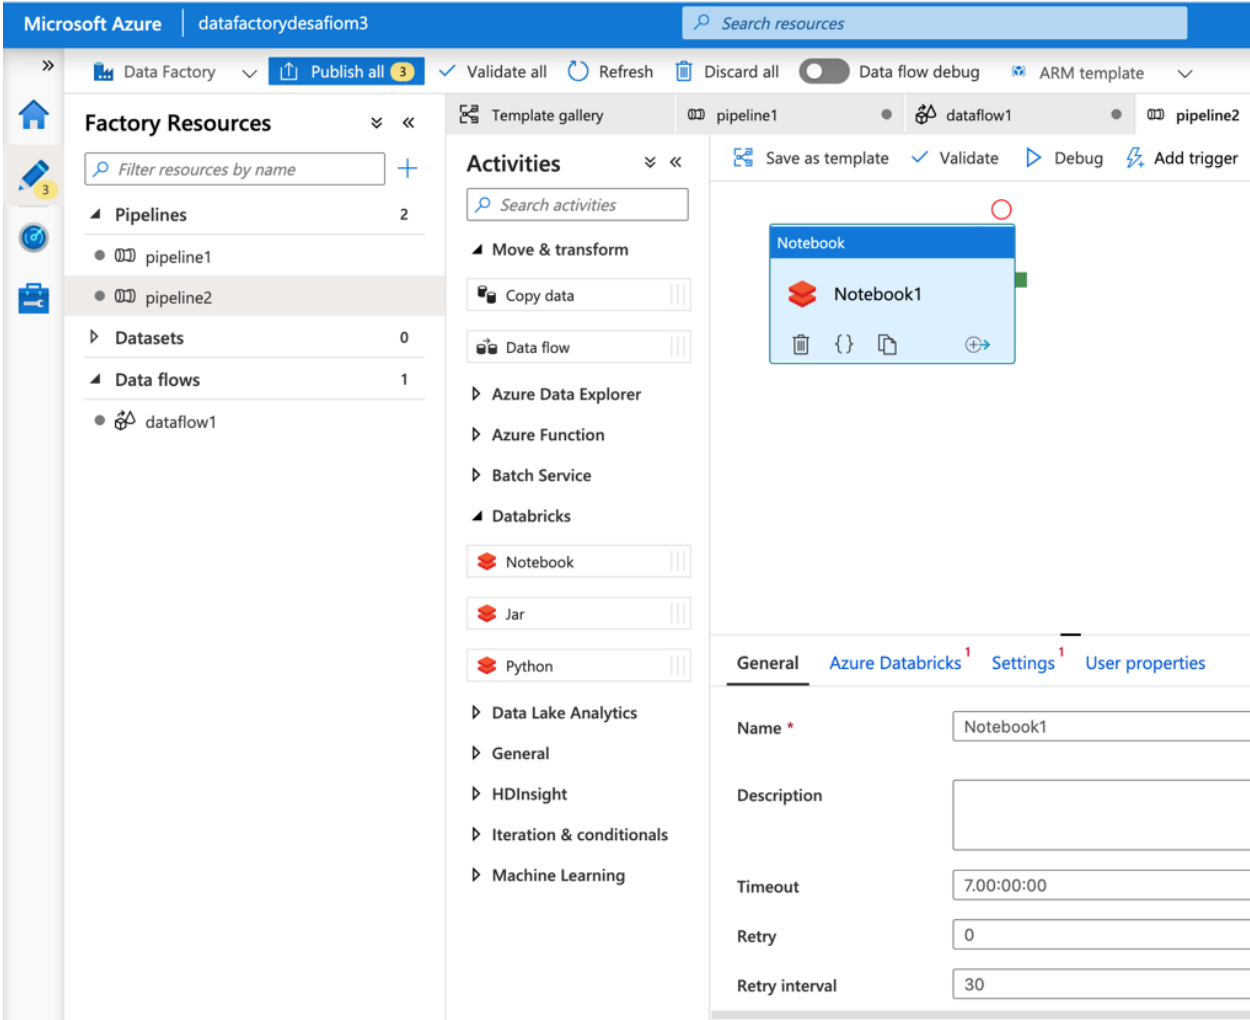 Microsoft Azure
datafactorydesafiom3
Search resources
Data Factory
Publish all 3
Validate all
Refresh
Discard all
Data flow debug
ARM template
3
Factory Resources
Filter resources by name
Pipelines 2
pipeline1
pipeline2
Datasets 0
Data flows 1
dataflow1
Template gallery
pipeline1
dataflow1
pipeline2
Activities
Search activities
Move & transform
Copy data
Data flow
Azure Data Explorer
Azure Function
Batch Service
Databricks
Notebook
Jar
Python
Data Lake Analytics
General
HDInsight
Iteration & conditionals
Machine Learning
Save as template
Validate
Debug
Add trigger
Notebook
Notebook1
{}
General
Azure Databricks 1
Settings 1
User properties
Name * Notebook1
Description
Timeout 7.00:00:00
Retry 0
Retry interval 30